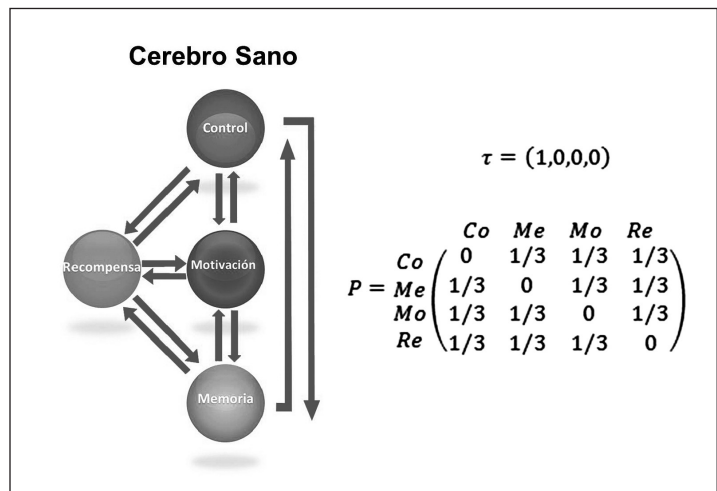 Cerebro Sano
Control
Recompensa
Motivación
Memoria
τ = (1,0,0,0)
Co Me Mo Re
Co 0 1/3 1/3 1/3
P = Me 1/3 0 1/3 1/3
Mo 1/3 1/3 0 1/3
Re 1/3 1/3 1/3 0